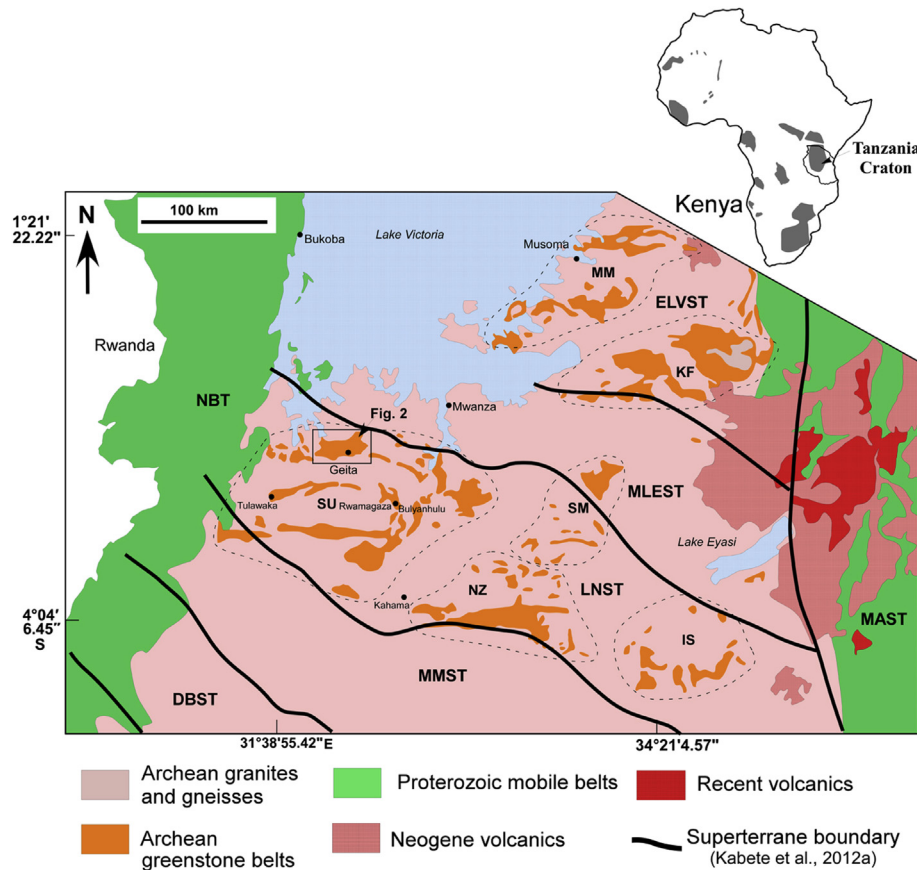 Tanzania
Craton
Kenya
1°21'
22.22"
N
100 km
Bukoba
Lake Victoria
Musoma
MM
ELVST
Rwanda
NBT
KF
Fig. 2
Mwanza
Geita
Tulawaka
SU
Rwamagaza
Bulyanhulu
SM
MLEST
Lake Eyasi
NZ
LNST
Kahama
4°04'
6.45"
S
IS
MAST
MMST
DBST
31°38'55.42"E
34°21'4.57"
Archean granites
and gneisses
Proterozoic mobile belts
Recent volcanics
Archean
greenstone belts
Neogene volcanics
Superterrane boundary
(Kabete et al., 2012a)